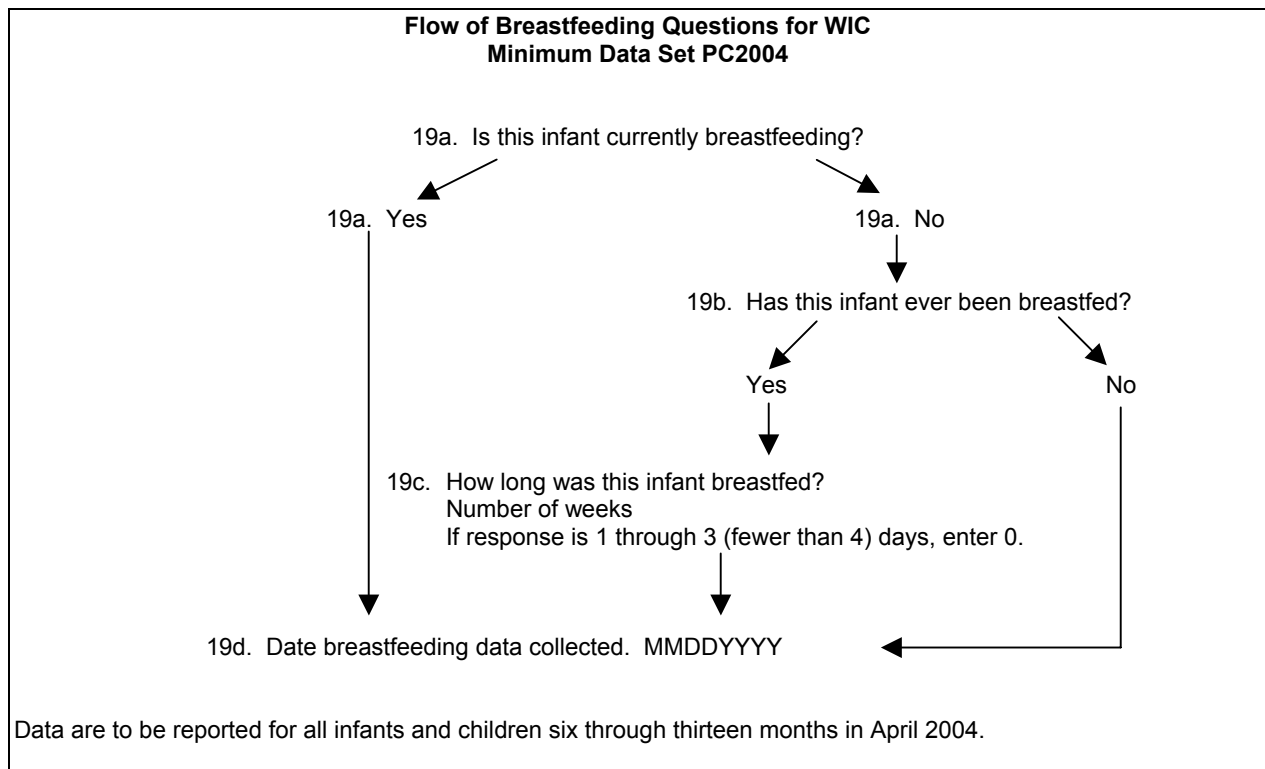 Flow of Breastfeeding Questions for WIC
Minimum Data Set PC2004
19a. Is this infant currently breastfeeding?
19a. Yes
19a. No
19b. Has this infant ever been breastfed?
Yes
No
19c. How long was this infant breastfed?
Number of weeks
If response is 1 through 3 (fewer than 4) days, enter 0.
19d. Date breastfeeding data collected. MMDDYYYY
Data are to be reported for all infants and children six through thirteen months in April 2004.